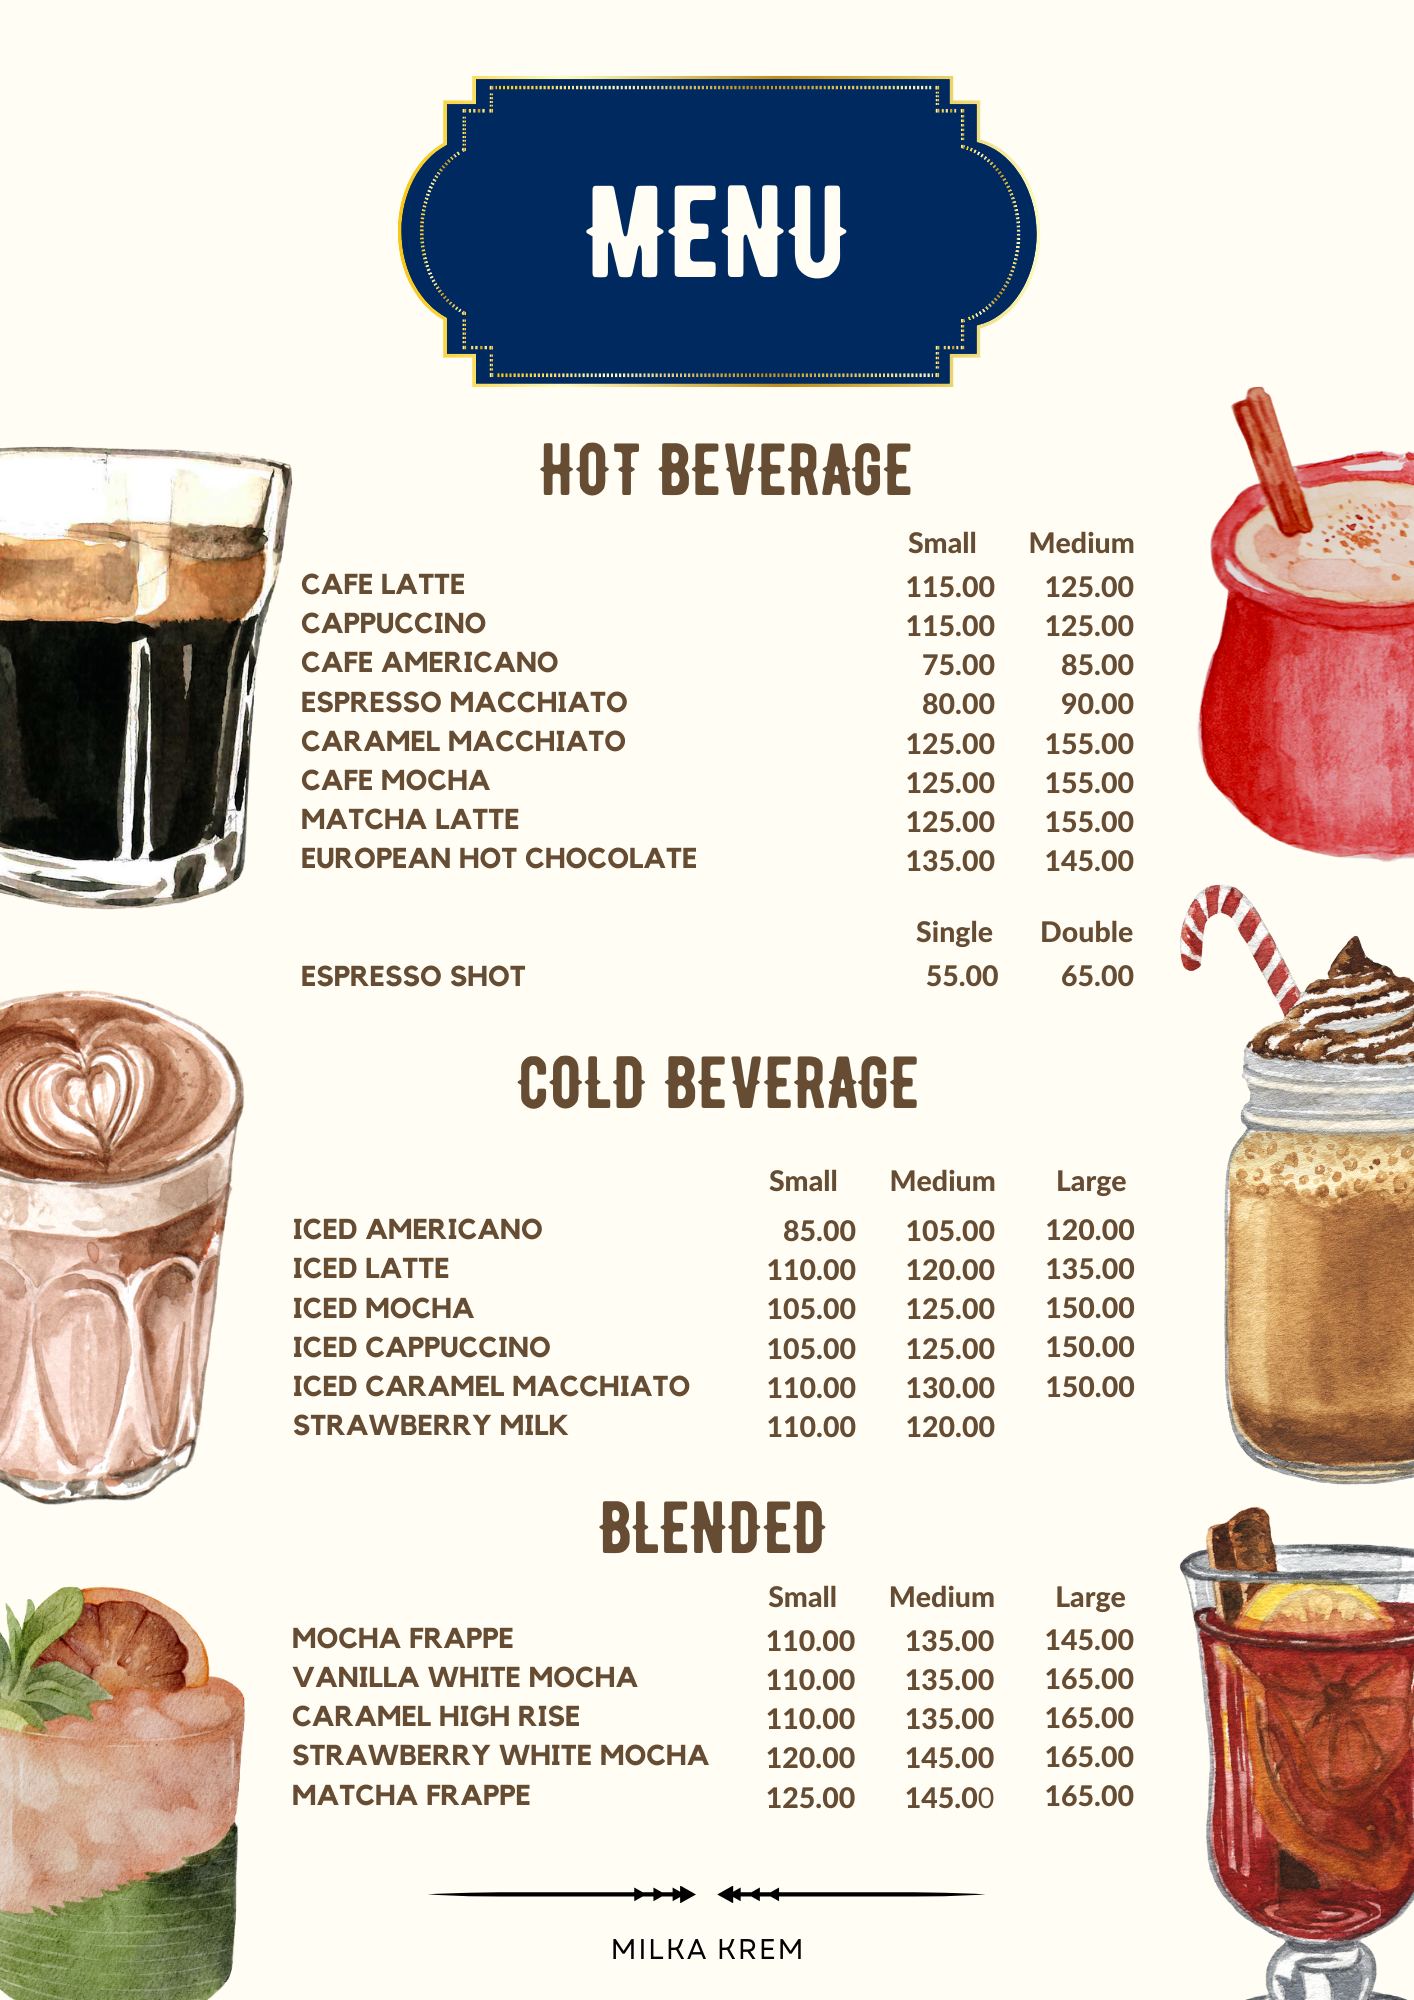 MENU
HOT BEVERAGE
Small Medium
CAFE LATTE 115.00 125.00
CAPPUCCINO 115.00 125.00
CAFE AMERICANO 75.00 85.00
ESPRESSO MACCHIATO 80.00 90.00
CARAMEL MACCHIATO 125.00 155.00
CAFE MOCHA 125.00 155.00
MATCHA LATTE 125.00 155.00
EUROPEAN HOT CHOCOLATE 135.00 145.00
Single Double
ESPRESSO SHOT 55.00 65.00
COLD BEVERAGE
Small Medium Large
ICED AMERICANO 85.00 105.00 120.00
ICED LATTE 110.00 120.00 135.00
ICED MOCHA 105.00 125.00 150.00
ICED CAPPUCCINO 105.00 125.00 150.00
ICED CARAMEL MACCHIATO 110.00 130.00 150.00
STRAWBERRY MILK 110.00 120.00
BLENDED
Small Medium Large
MOCHA FRAPPE 110.00 135.00 145.00
VANILLA WHITE MOCHA 110.00 135.00 165.00
CARAMEL HIGH RISE 110.00 135.00 165.00
STRAWBERRY WHITE MOCHA 120.00 145.00 165.00
MATCHA FRAPPE 125.00 145.00 165.00
MILKA KREM